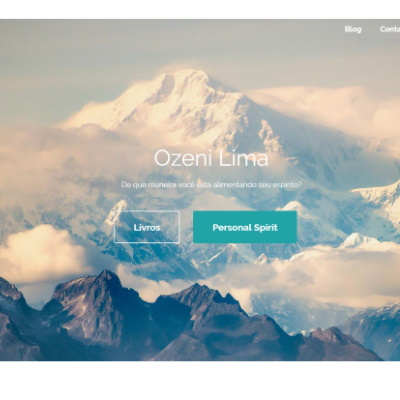 Blog Conta
Ozeni Lima
De que maneira você está alimentando seu espírito?
Livros Personal Spirit